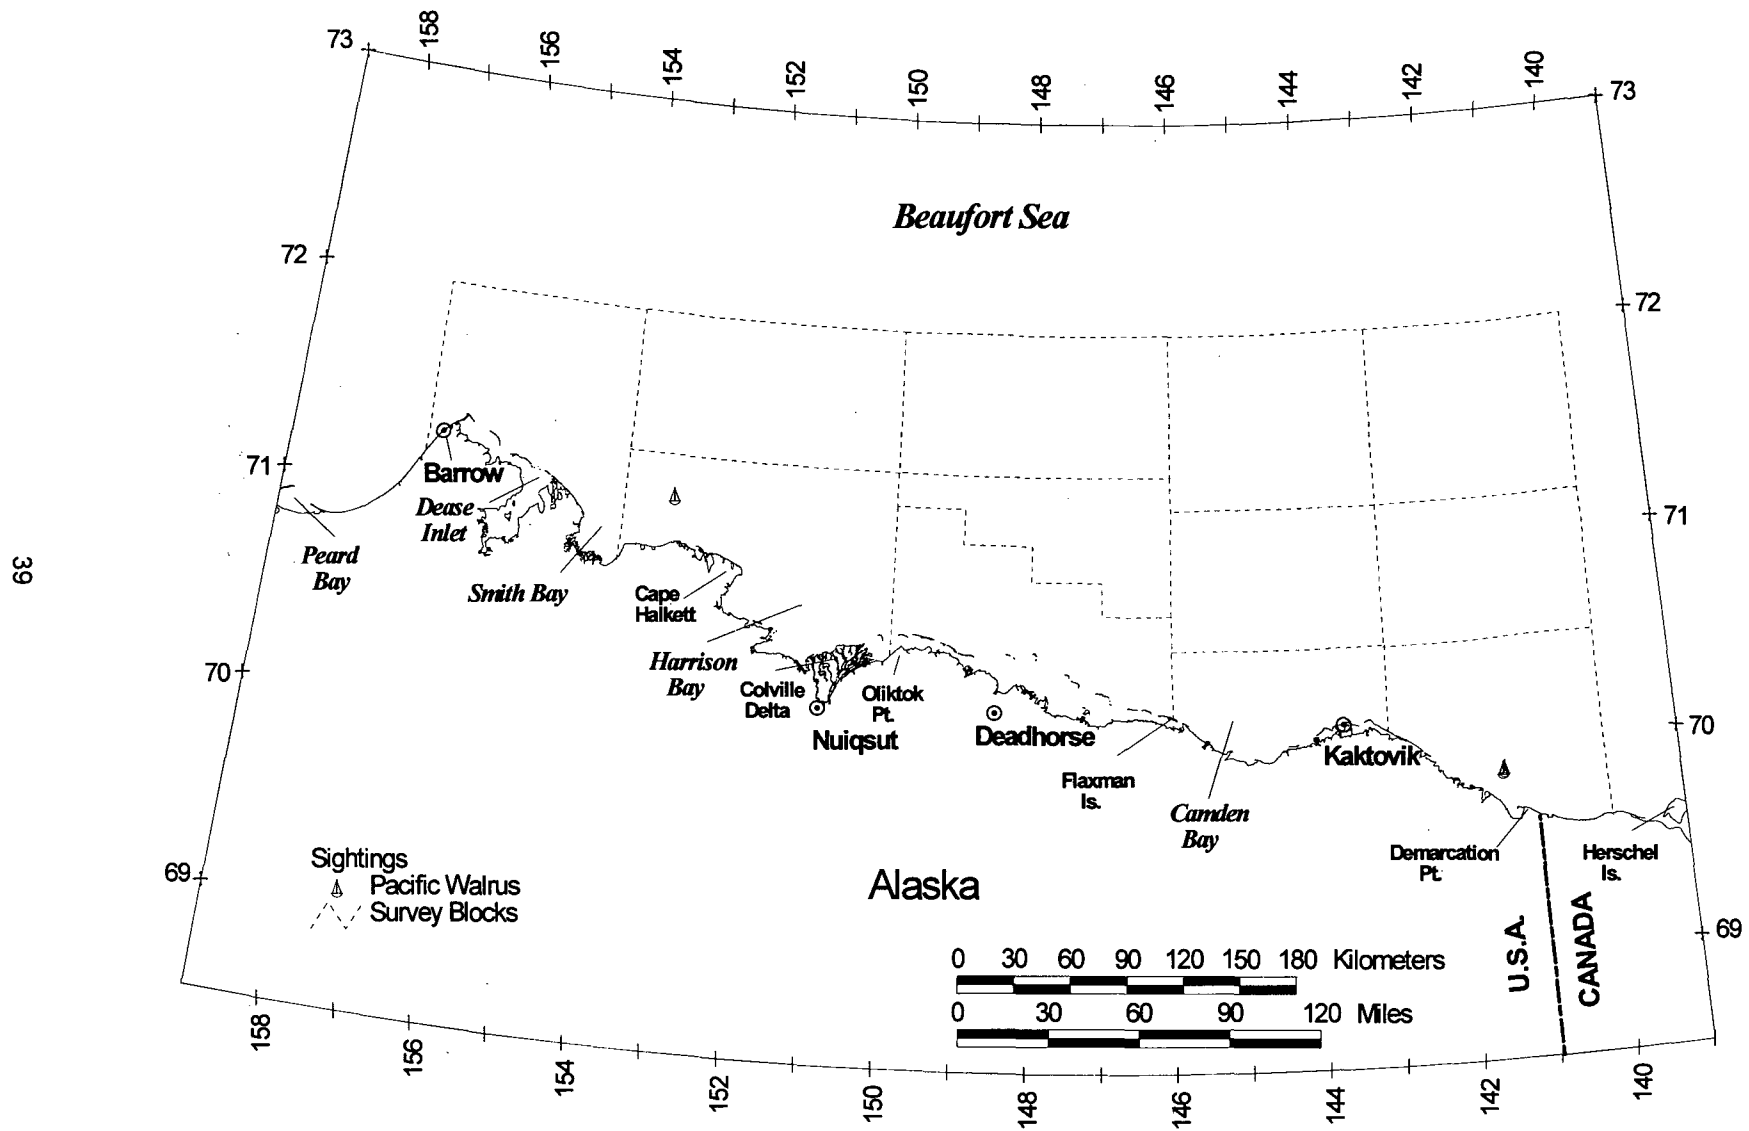 158
156
154
152
150
148
146
144
142
140
73
73
Beaufort Sea
72
72
71
71
Barrow
Dease
Inlet
Peard
Bay
Smith Bay
Cape
Halkett
Harrison
Bay
Colville
Delta
Oliktok
Pt.
Nuiqsut
Deadhorse
Kaktovik
Flaxman
Is.
Camden
Bay
70
70
Demarcation
Pt.
Herschel
Is.
39
Sightings
Pacific Walrus
Survey Blocks
Alaska
69
69
U.S.A.
CANADA
0 30 60 90 120 150 180 Kilometers
0 30 60 90 120 Miles
158
156
154
152
150
148
146
144
142
140